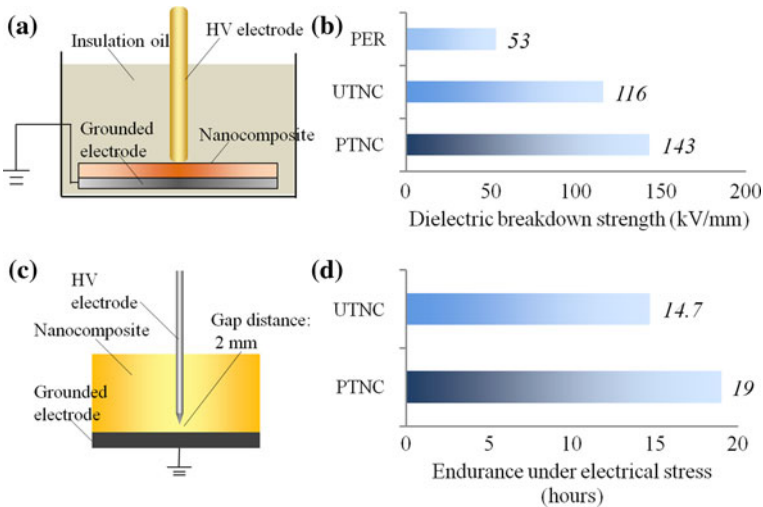 (a)
Insulation oil
HV electrode
Grounded
electrode
Nanocomposite
(b)
PER
53
UTNC
116
PTNC
143
0
50
100
150
200
Dielectric breakdown strength (kV/mm)
(c)
HV
electrode
Nanocomposite
Gap distance:
2 mm
Grounded
electrode
(d)
UTNC
14.7
PTNC
19
0
5
10
15
20
Endurance under electrical stress
(hours)